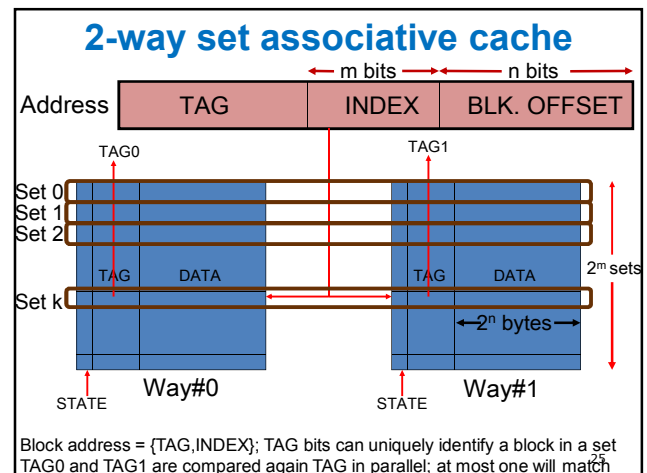 2-way set associative cache
m bits n bits
Address TAG INDEX BLK. OFFSET
TAG0 TAG1
Set 0
Set 1
Set 2
TAG DATA TAG DATA 2ᵐ sets
Set k
2ⁿ bytes
Way#0 Way#1
STATE STATE
Block address = {TAG,INDEX}; TAG bits can uniquely identify a block in a set
TAG0 and TAG1 are compared again TAG in parallel; at most one will match
25